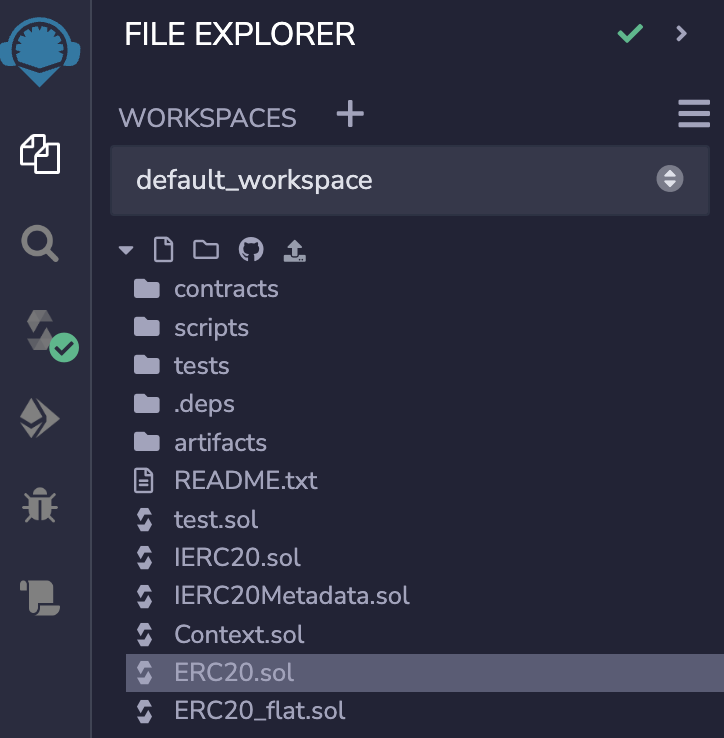 FILE EXPLORER
WORKSPACES
default_workspace
contracts
scripts
tests
.deps
artifacts
README.txt
test.sol
IERC20.sol
IERC20Metadata.sol
Context.sol
ERC20.sol
ERC20_flat.sol